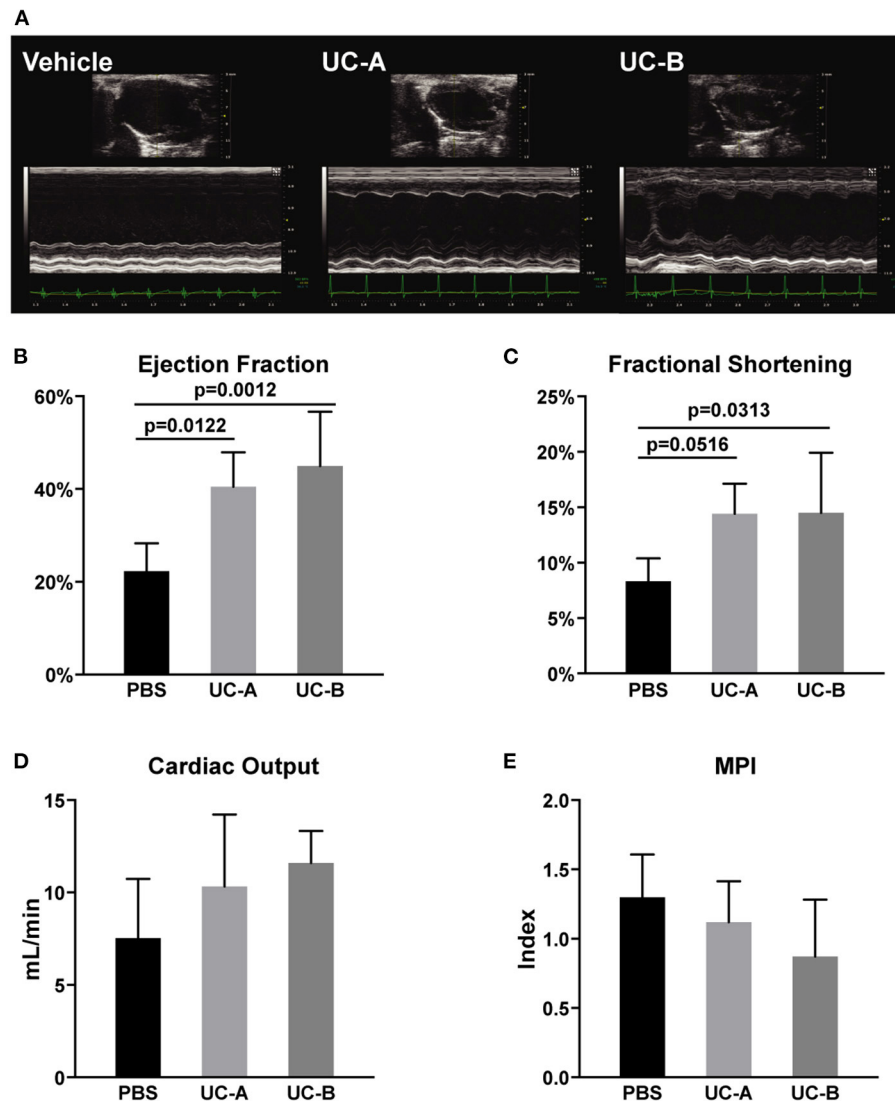 A
Vehicle UC-A UC-B
B
Ejection Fraction
60%
40%
20%
0%
p=0.0012
p=0.0122
PBS UC-A UC-B
C
Fractional Shortening
25%
20%
15%
10%
5%
0%
p=0.0313
p=0.0516
PBS UC-A UC-B
D
Cardiac Output
mL/min
15
10
5
0
PBS UC-A UC-B
E
MPI
Index
2.0
1.5
1.0
0.5
0.0
PBS UC-A UC-B